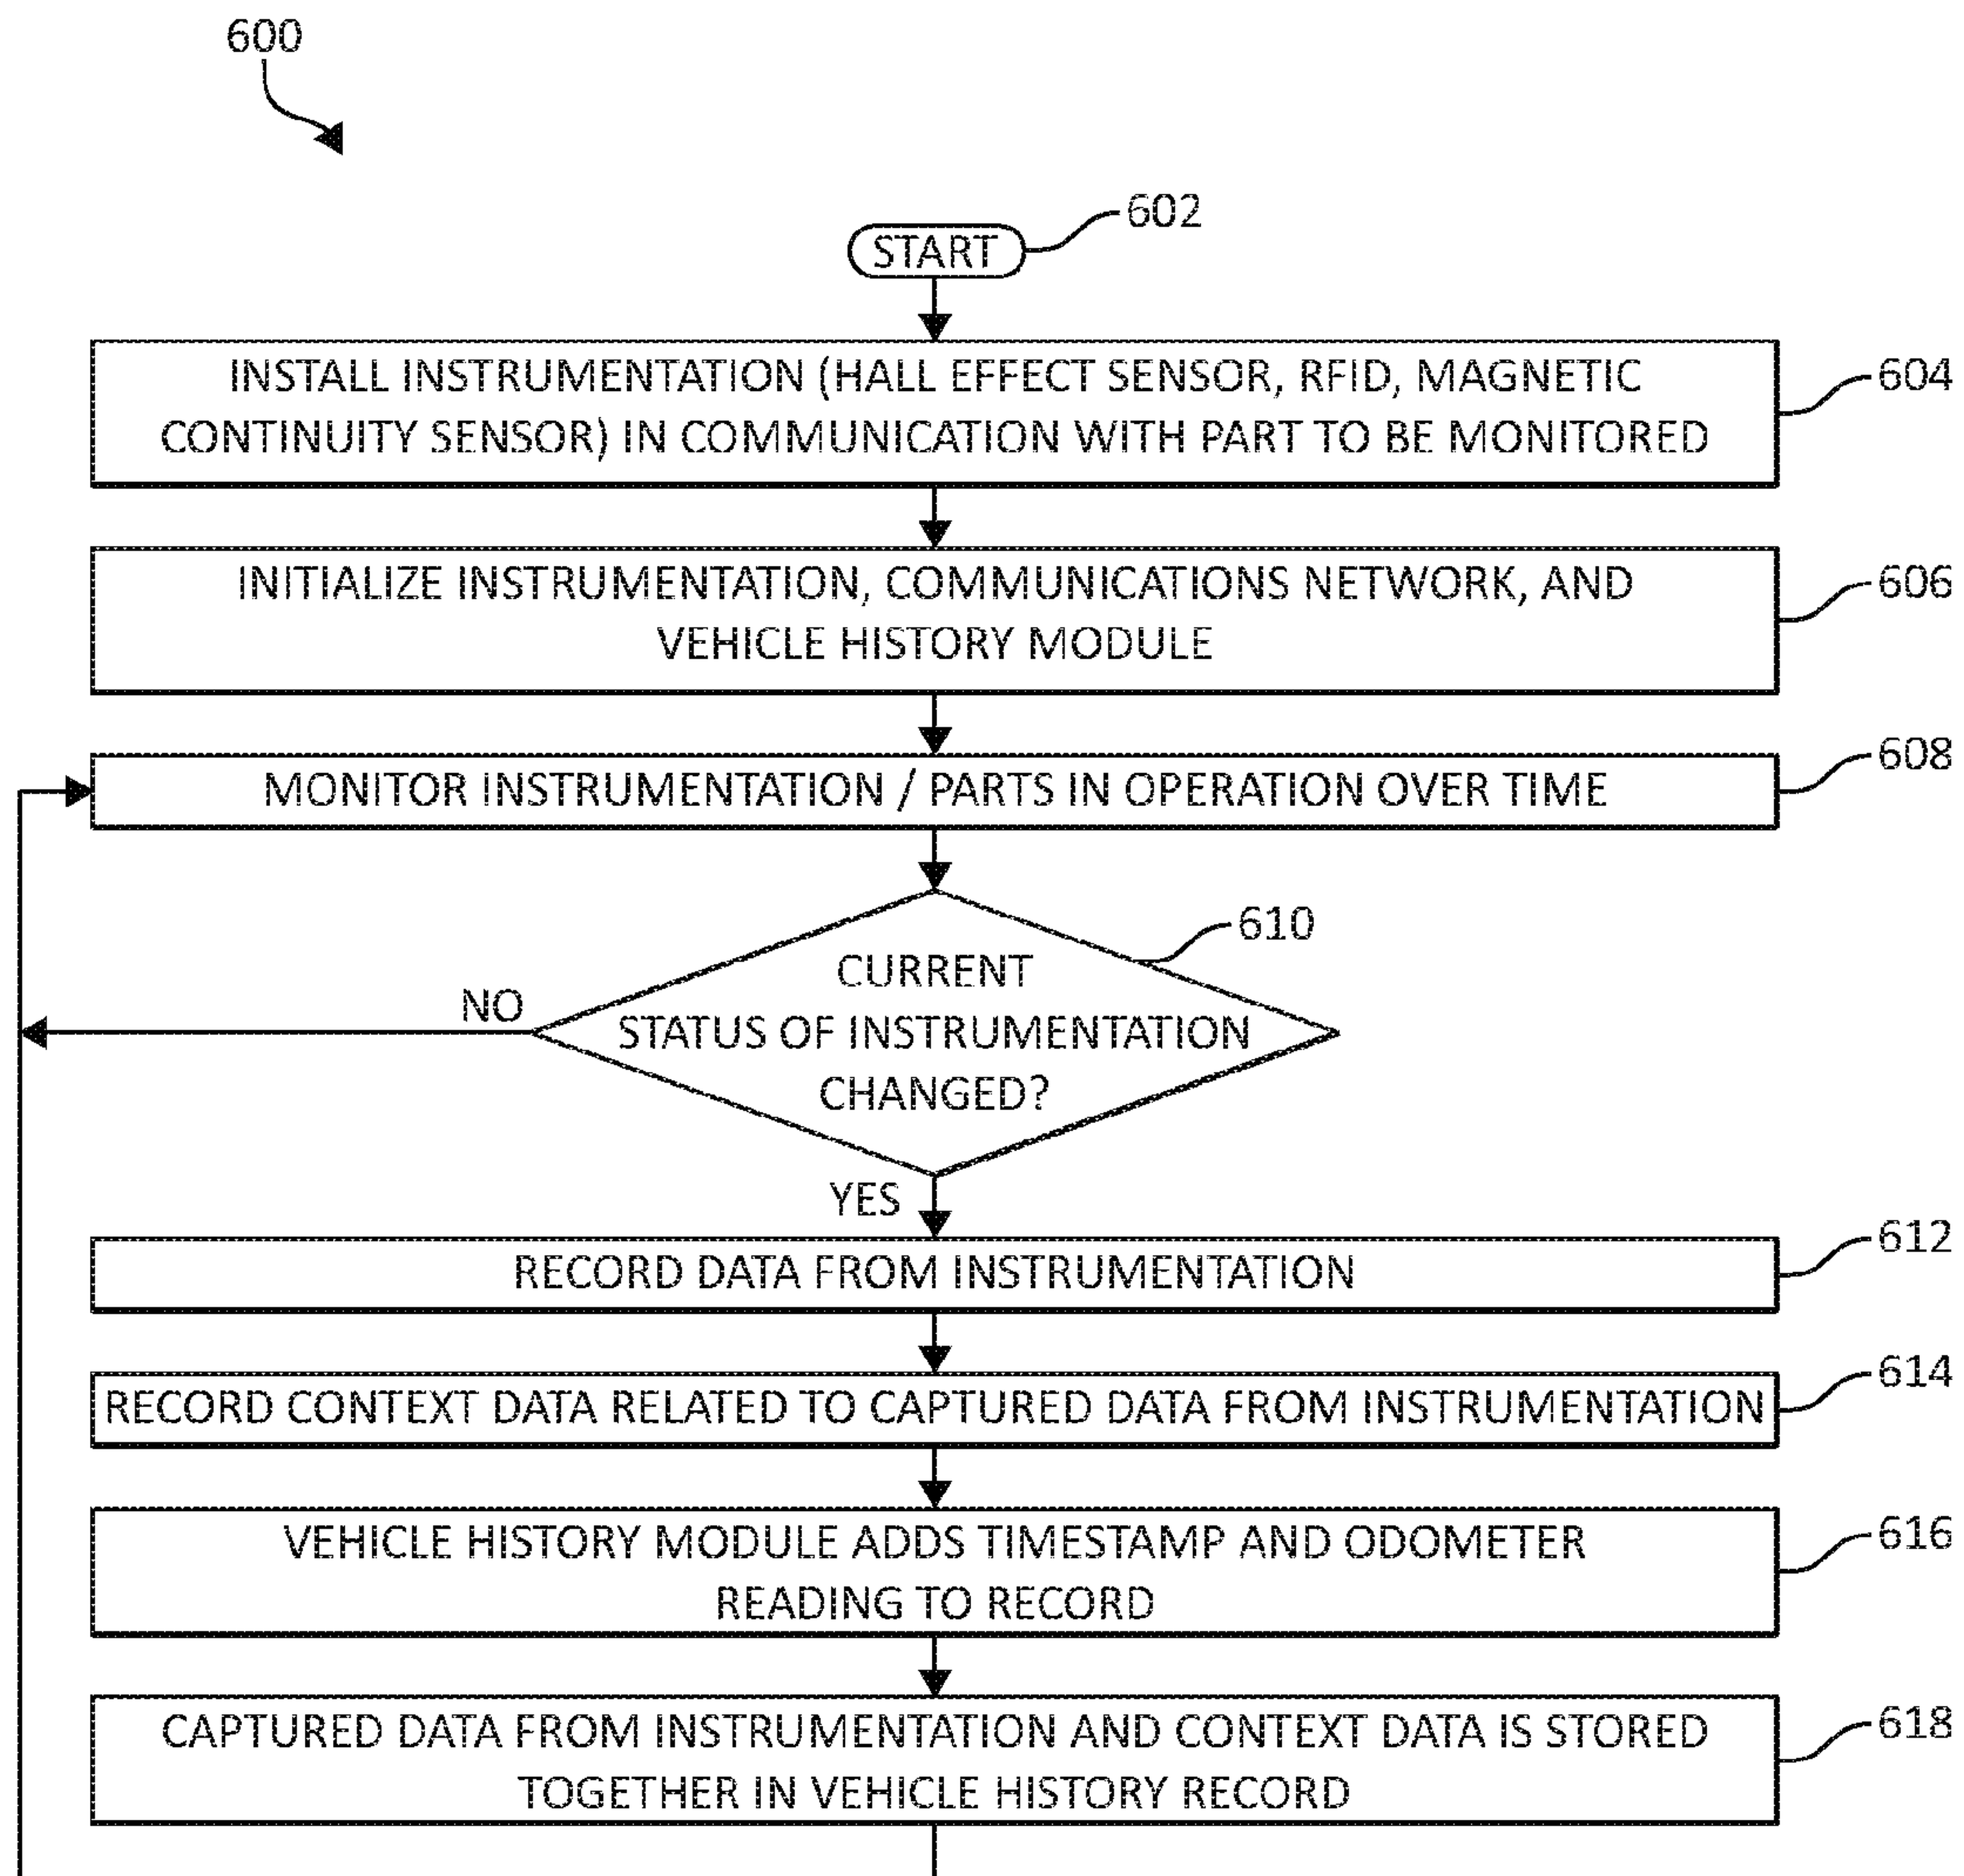 600
START
602
INSTALL INSTRUMENTATION (HALL EFFECT SENSOR, RFID, MAGNETIC
CONTINUITY SENSOR) IN COMMUNICATION WITH PART TO BE MONITORED
604
INITIALIZE INSTRUMENTATION, COMMUNICATIONS NETWORK, AND
VEHICLE HISTORY MODULE
606
MONITOR INSTRUMENTATION / PARTS IN OPERATION OVER TIME
608
CURRENT
STATUS OF INSTRUMENTATION
CHANGED?
610
NO
YES
RECORD DATA FROM INSTRUMENTATION
612
RECORD CONTEXT DATA RELATED TO CAPTURED DATA FROM INSTRUMENTATION
614
VEHICLE HISTORY MODULE ADDS TIMESTAMP AND ODOMETER
READING TO RECORD
616
CAPTURED DATA FROM INSTRUMENTATION AND CONTEXT DATA IS STORED
TOGETHER IN VEHICLE HISTORY RECORD
618